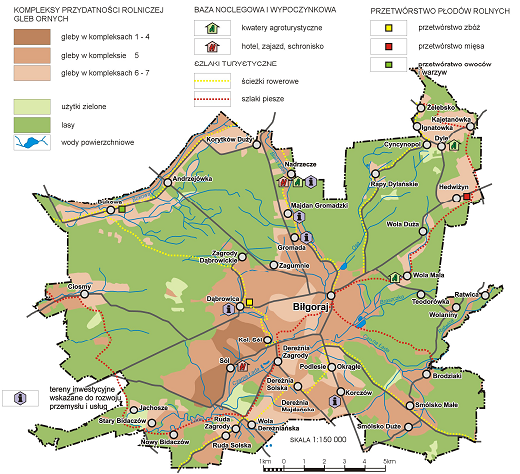 KOMPLEKSY PRZYDATNOŚCI ROLNICZEJ
GLEB ORNYCH
gleby w kompleksach 1 - 4
gleby w kompleksie 5
gleby w kompleksach 6 - 7
użytki zielone
lasy
wody powierzchniowe
BAZA NOCLEGOWA I WYPOCZYNKOWA
kwatery agroturystyczne
hotel, zajazd, schronisko
SZLAKI TURYSTYCZNE
ścieżki rowerowe
szlaki piesze
PRZETWÓRSTWO PŁODÓW ROLNYCH
przetwórstwo zbóż
przetwórstwo mięsa
przetwórstwo owoców
i warzyw
Żelebsko
Kajetanówka
Ignatówka
Dyle
Cyncynopol
Korytków Duży
Nadrzecze
Andrzejówka
Rapy Dylańskie
Hedwiżyn
Bukowa
Majdan Gromadzki
Wola Duża
Gromada
Zagrody
Dąbrowickie
Zagumnie
Wola Mała
Ciosmy
Dąbrowica
Biłgoraj
Teodorówka
Ratwica
Wolaniny
Kol. Sól
Dereźnia
Zagrody
Sól
Podlesie
Okrągłe
Brodziaki
Dereźnia
Solska
Korczów
tereny inwestycyjne
wskazane do rozwoju
przemysłu i usług
Dereźnia
Majdańska
Smólsko Małe
Jachosze
Stary Bidaczów
Ruda
Zagrody
Wola
Dereźniańska
Smólsko Duże
Nowy Bidaczów
Ruda Solska
SKALA 1:150 000
1km 0 1 2 3 4 5km